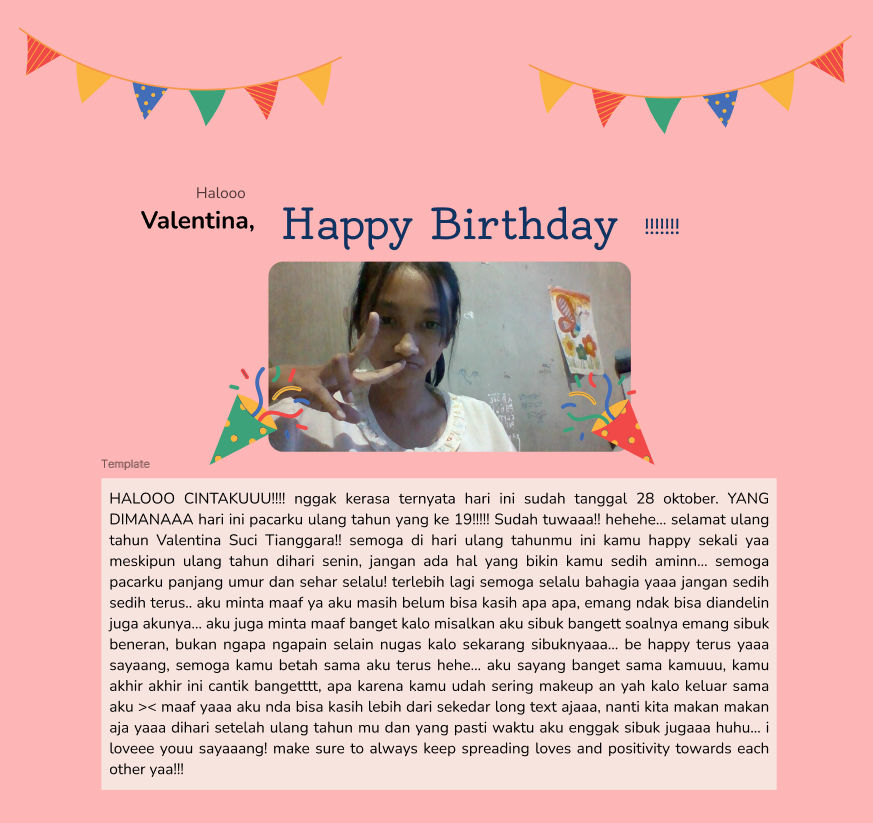 Halooo
Valentina,
Happy Birthday
!!!!!!!
Template
HALOOO CINTAKUUU!!!! nggak kerasa ternyata hari ini sudah tanggal 28 oktober. YANG
DIMANAAA hari ini pacarku ulang tahun yang ke 19!!!!! Sudah tuwaaa!! hehehe... selamat ulang
tahun Valentina Suci Tianggara!! semoga di hari ulang tahunmu ini kamu happy sekali yaa
meskipun ulang tahun dihari senin, jangan ada hal yang bikin kamu sedih aminn... semoga
pacarku panjang umur dan sehar selalu! terlebih lagi semoga selalu bahagia yaaa jangan sedih
sedih terus.. aku minta maaf ya aku masih belum bisa kasih apa apa, emang ndak bisa diandelin
juga akunya... aku juga minta maaf banget kalo misalkan aku sibuk bangett soalnya emang sibuk
beneran, bukan ngapa ngapain selain nugas kalo sekarang sibuknyaaa... be happy terus yaaa
sayaang, semoga kamu betah sama aku terus hehe... aku sayang banget sama kamuuu, kamu
akhir akhir ini cantik bangetttt, apa karena kamu udah sering makeup an yah kalo keluar sama
aku >< maaf yaaa aku nda bisa kasih lebih dari sekedar long text ajaaa, nanti kita makan makan
aja yaaa dihari setelah ulang tahun mu dan yang pasti waktu aku enggak sibuk jugaaa huhu... i
loveee youu sayaaang! make sure to always keep spreading loves and positivity towards each
other yaa!!!